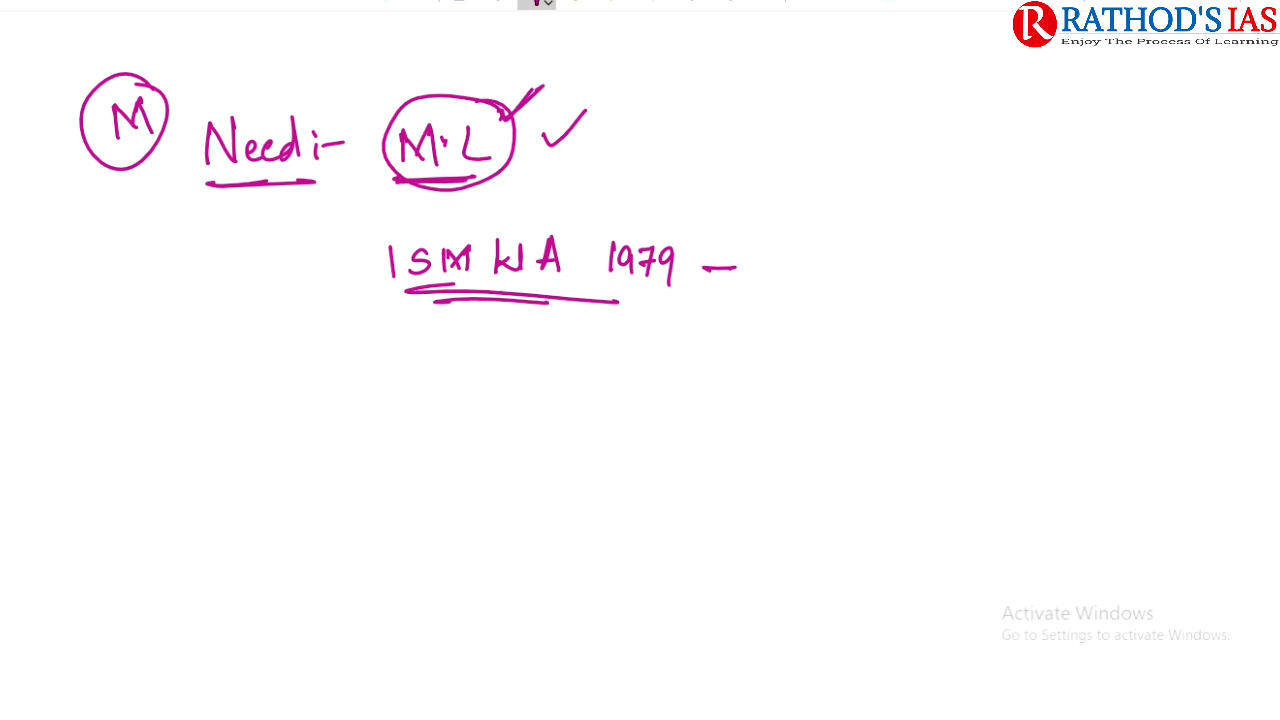 RATHOD'S IAS
Enjoy The Process Of Learning
M
Need:- M.L
ISMWA 1979 -
Activate Windows
Go to Settings to activate Windows.